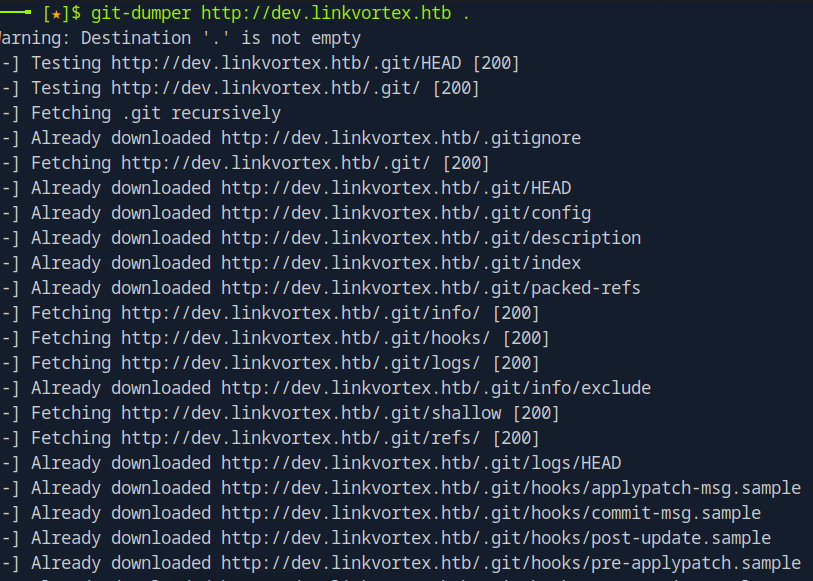 [★]$ git-dumper http://dev.linkvortex.htb .
arning: Destination '.' is not empty
-] Testing http://dev.linkvortex.htb/.git/HEAD [200]
-] Testing http://dev.linkvortex.htb/.git/ [200]
-] Fetching .git recursively
-] Already downloaded http://dev.linkvortex.htb/.gitignore
-] Fetching http://dev.linkvortex.htb/.git/ [200]
-] Already downloaded http://dev.linkvortex.htb/.git/HEAD
-] Already downloaded http://dev.linkvortex.htb/.git/config
-] Already downloaded http://dev.linkvortex.htb/.git/description
-] Already downloaded http://dev.linkvortex.htb/.git/index
-] Already downloaded http://dev.linkvortex.htb/.git/packed-refs
-] Fetching http://dev.linkvortex.htb/.git/info/ [200]
-] Fetching http://dev.linkvortex.htb/.git/hooks/ [200]
-] Fetching http://dev.linkvortex.htb/.git/logs/ [200]
-] Already downloaded http://dev.linkvortex.htb/.git/info/exclude
-] Fetching http://dev.linkvortex.htb/.git/shallow [200]
-] Fetching http://dev.linkvortex.htb/.git/refs/ [200]
-] Already downloaded http://dev.linkvortex.htb/.git/logs/HEAD
-] Already downloaded http://dev.linkvortex.htb/.git/hooks/applypatch-msg.sample
-] Already downloaded http://dev.linkvortex.htb/.git/hooks/commit-msg.sample
-] Already downloaded http://dev.linkvortex.htb/.git/hooks/post-update.sample
-] Already downloaded http://dev.linkvortex.htb/.git/hooks/pre-applypatch.sample